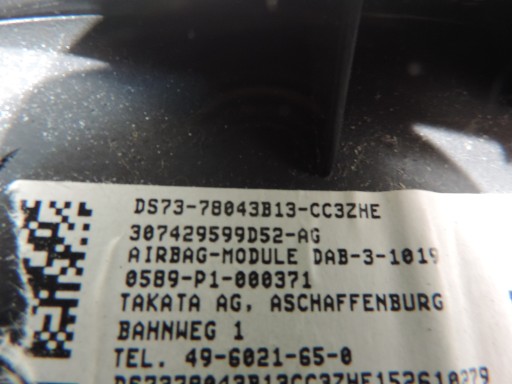 DS73-78043B13-CC3ZHE
307429599D52-AG
AIRBAG-MODULE DAB-3-1019
0589-P1-000371
TAKATA AG, ASCHAFFENBURG
BAHNWEG 1
TEL. 49-6021-65-0
DS7378043B13CC3ZHE152610279